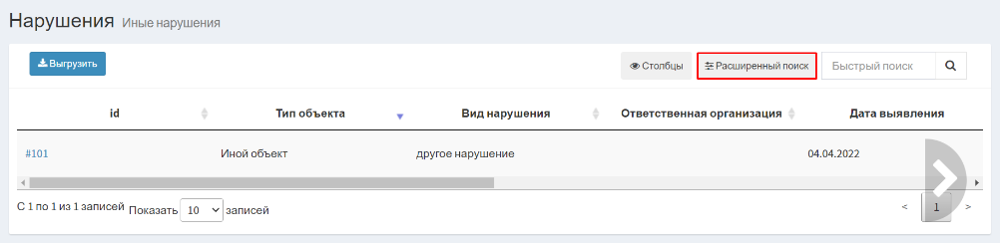 Нарушения Иные нарушения
Выгрузить
Столбцы Расширенный поиск Быстрый поиск
id Тип объекта Вид нарушения Ответственная организация Дата выявления
#101 Иной объект другое нарушение 04.04.2022
С 1 по 1 из 1 записей Показать 10 записей < 1 >